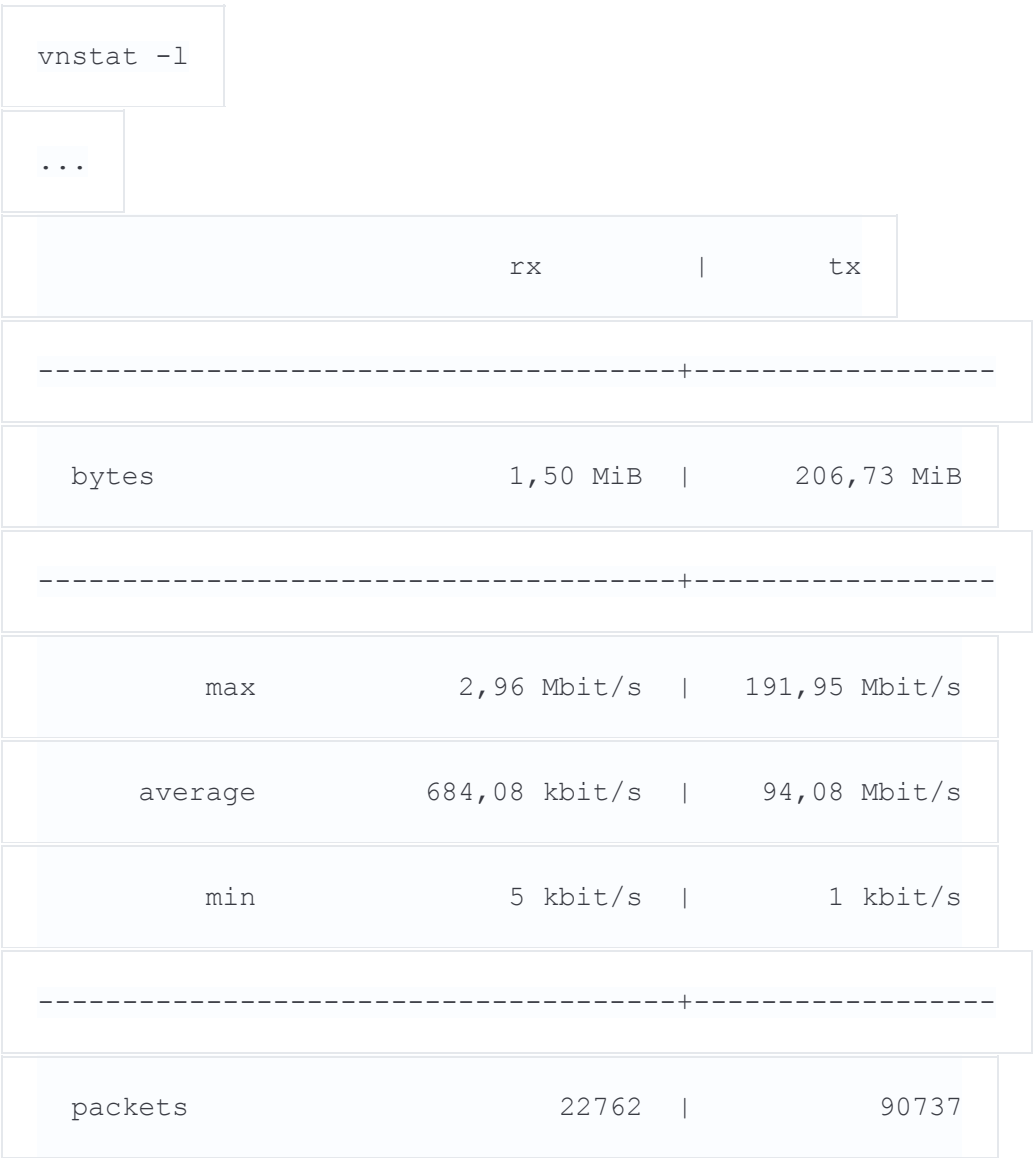 vnstat -l
...
                            rx         |       tx
--------------------------------------+------------------
  bytes                     1,50 MiB  |      206,73 MiB
--------------------------------------+------------------
          max            2,96 Mbit/s  |   191,95 Mbit/s
      average          684,08 kbit/s  |    94,08 Mbit/s
          min               5 kbit/s  |        1 kbit/s
--------------------------------------+------------------
  packets                      22762  |           90737